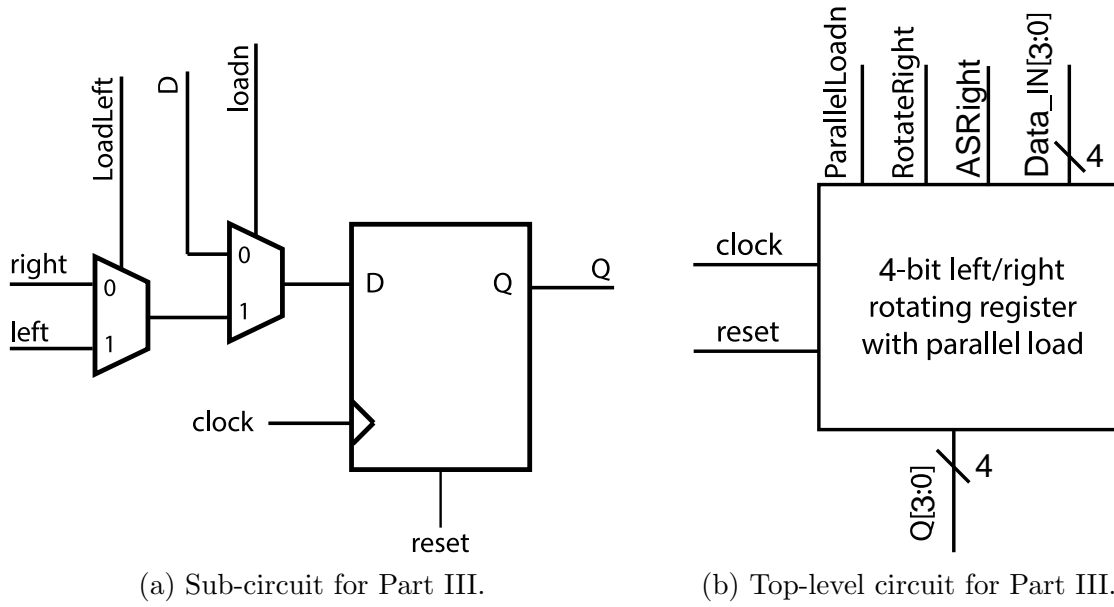 LoadLeft
D
loadn
right
0
left
1
0
1
D
Q
Q
clock
reset
(a) Sub-circuit for Part III.
ParallelLoadn
RotateRight
ASRight
Data_IN[3:0]
4
clock
reset
4-bit left/right
rotating register
with parallel load
4
Q[3:0]
(b) Top-level circuit for Part III.